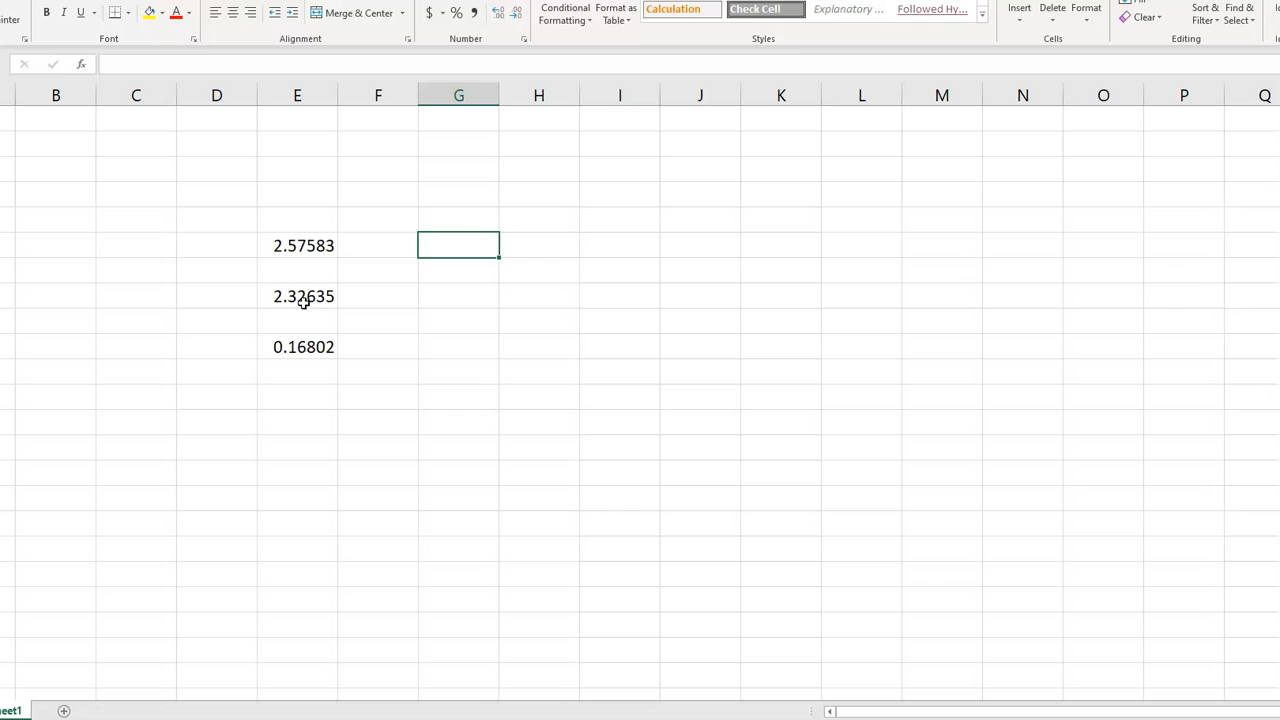 Conditional Format as Calculation Check Cell Explanatory ... Followed Hy... Insert Delete Format Sort & Find &
B I U A Merge & Center $ % , Formatting Table Clear Filter Select
Font Alignment Number Styles Cells Editing
fx
B C D E F G H I J K L M N O P Q
2.57583
2.32635
0.16802